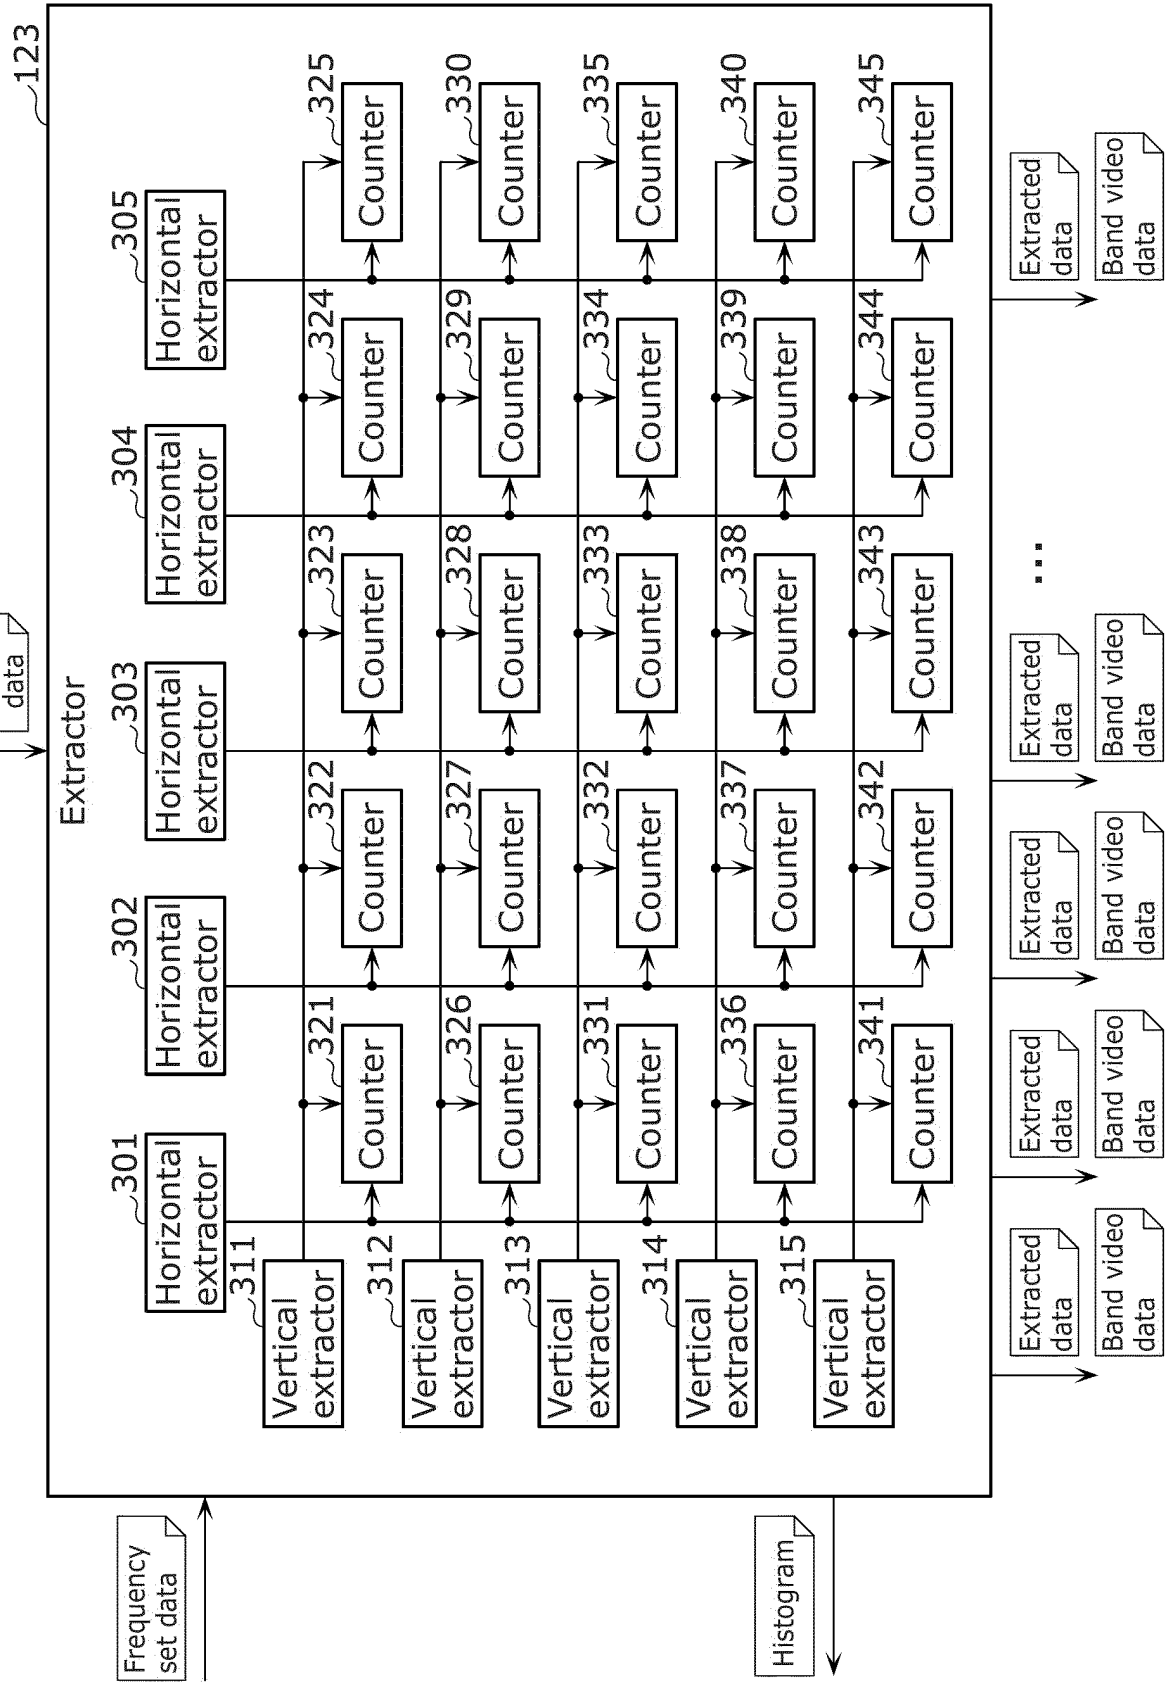 data
123
Extractor
Frequency
set data
301
Horizontal
extractor
302
Horizontal
extractor
303
Horizontal
extractor
304
Horizontal
extractor
305
Horizontal
extractor
311
Vertical
extractor
321
Counter
322
Counter
323
Counter
324
Counter
325
Counter
312
Vertical
extractor
326
Counter
327
Counter
328
Counter
329
Counter
330
Counter
313
Vertical
extractor
331
Counter
332
Counter
333
Counter
334
Counter
335
Counter
314
Vertical
extractor
336
Counter
337
Counter
338
Counter
339
Counter
340
Counter
315
Vertical
extractor
341
Counter
342
Counter
343
Counter
344
Counter
345
Counter
Histogram
Extracted
data
Band video
data
Extracted
data
Band video
data
Extracted
data
Band video
data
Extracted
data
Band video
data
...
Extracted
data
Band video
data